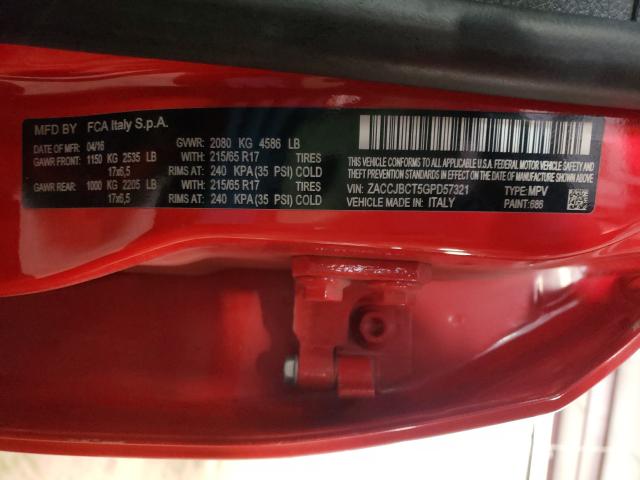 MFD BY FCA Italy S.p.A.
DATE OF MFR: 04/16 GVWR: 2080 KG 4586 LB
GAWR FRONT: 1150 KG 2535 LB WITH: 215/65 R17 TIRES
17x6,5 RIMS AT: 240 KPA (35 PSI) COLD
GAWR REAR: 1000 KG 2205 LB WITH: 215/65 R17 TIRES
17x6,5 RIMS AT: 240 KPA (35 PSI) COLD
THIS VEHICLE CONFORMS TO ALL APPLICABLE U.S.A. FEDERAL MOTOR
VEHICLE SAFETY, BUMPER, AND
THEFT PREVENTION STANDARDS IN EFFECT ON THE DATE OF MANUFACTURE SHOWN ABOVE
VIN: ZACCJBCT5GPD57321 TYPE: MPV
VEHICLE MADE IN: ITALY PAINT: 686